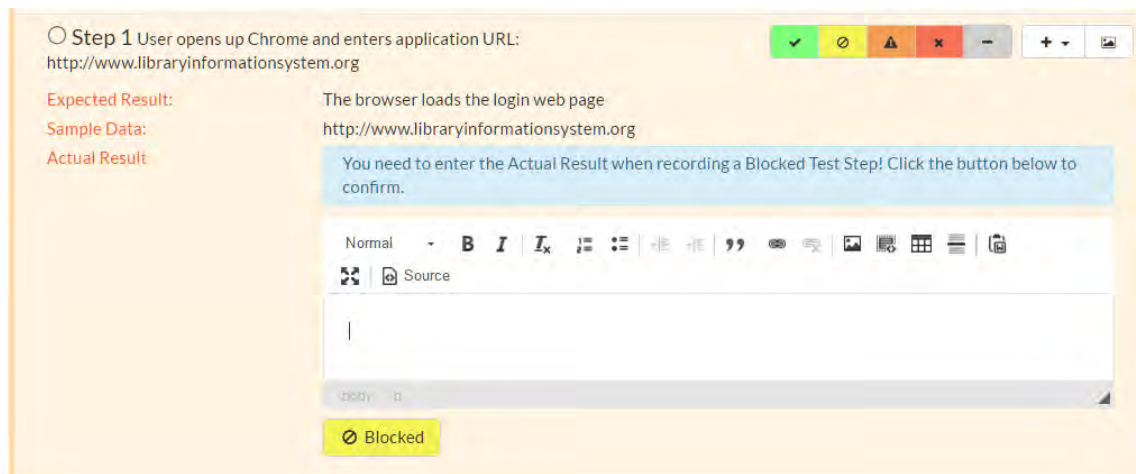 Step 1 User opens up Chrome and enters application URL:
http://www.libraryinformationsystem.org
Expected Result:
The browser loads the login web page
Sample Data:
http://www.libraryinformationsystem.org
Actual Result
You need to enter the Actual Result when recording a Blocked Test Step! Click the button below to
confirm.
Normal
Source
body p
Blocked